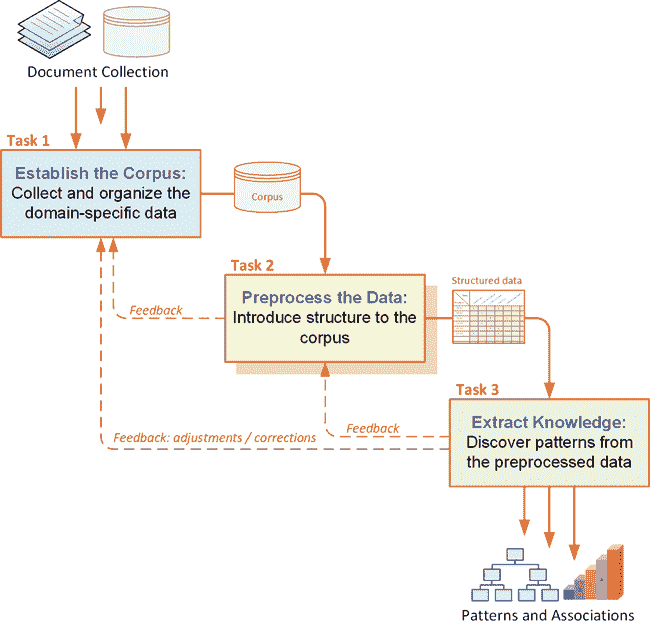 Document Collection
Task 1
Establish the Corpus:
Collect and organize the
domain-specific data
Corpus
Task 2
Preprocess the Data:
Introduce structure to the
corpus
Structured data
Feedback
Task 3
Extract Knowledge:
Discover patterns from
the preprocessed data
Feedback
Feedback: adjustments / corrections
Patterns and Associations